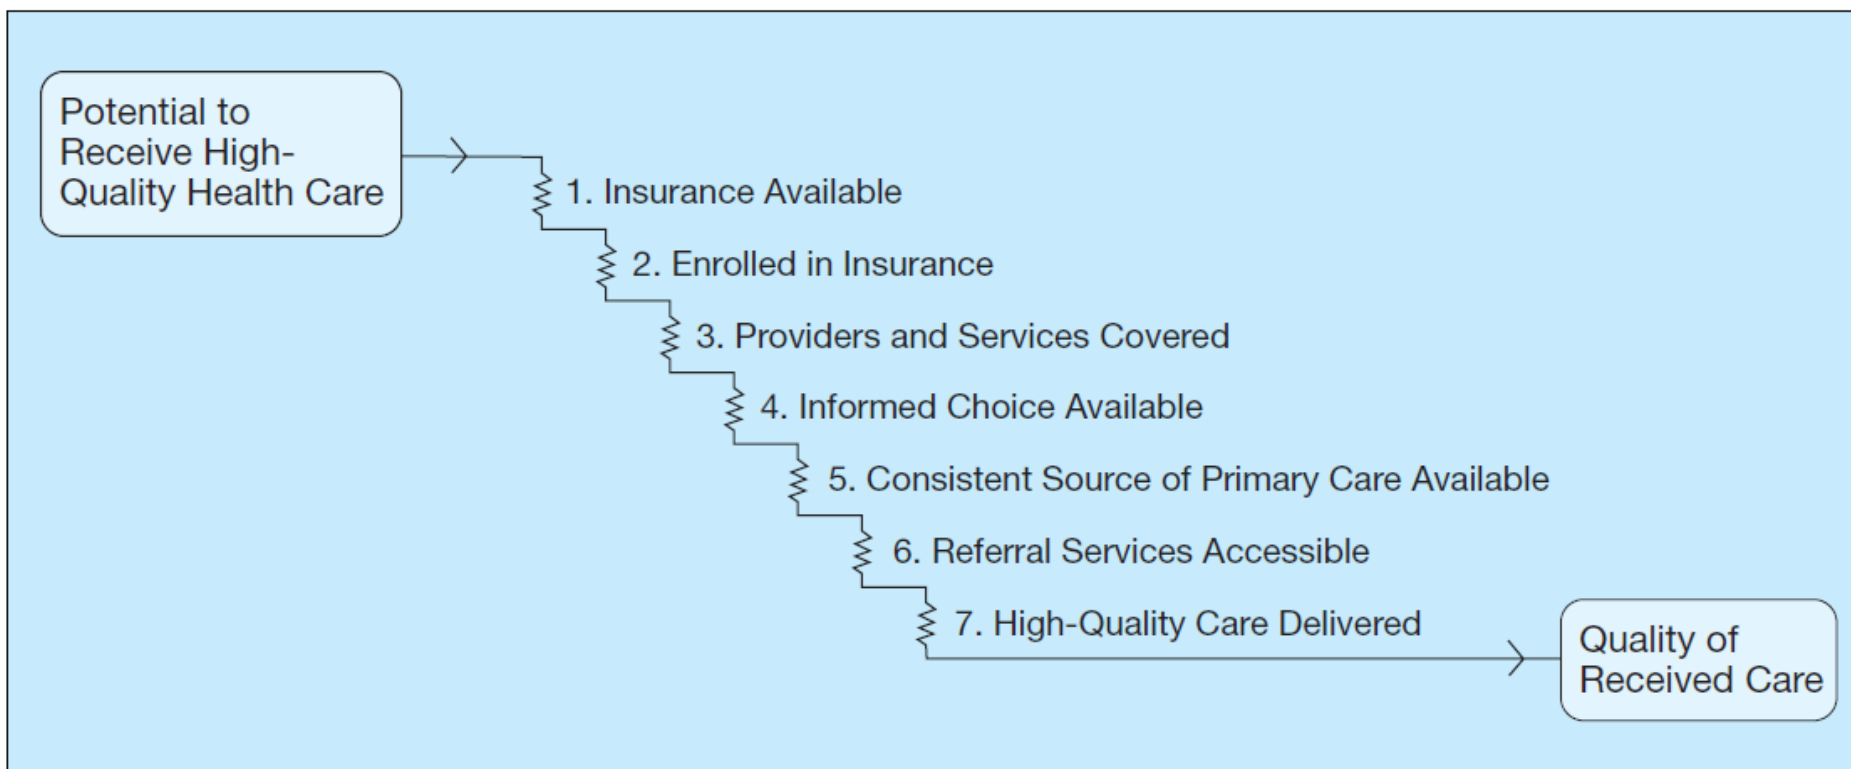 Potential to
Receive High-
Quality Health Care
1. Insurance Available
2. Enrolled in Insurance
3. Providers and Services Covered
4. Informed Choice Available
5. Consistent Source of Primary Care Available
6. Referral Services Accessible
7. High-Quality Care Delivered
Quality of
Received Care